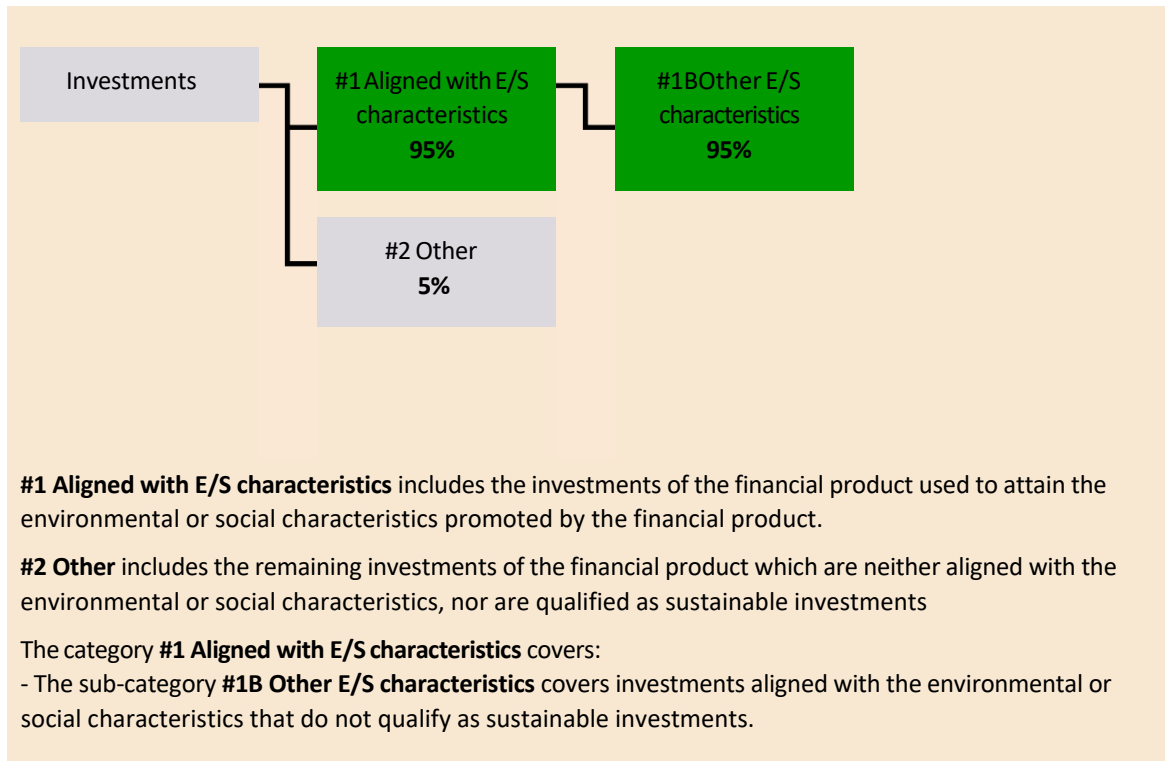 Investments
#1 Aligned with E/S
characteristics
95%
#1BOther E/S
characteristics
95%
#2 Other
5%
#1 Aligned with E/S characteristics includes the investments of the financial product used to attain the
environmental or social characteristics promoted by the financial product.
#2 Other includes the remaining investments of the financial product which are neither aligned with the
environmental or social characteristics, nor are qualified as sustainable investments
The category #1 Aligned with E/S characteristics covers:
- The sub-category #1B Other E/S characteristics covers investments aligned with the environmental or
social characteristics that do not qualify as sustainable investments.